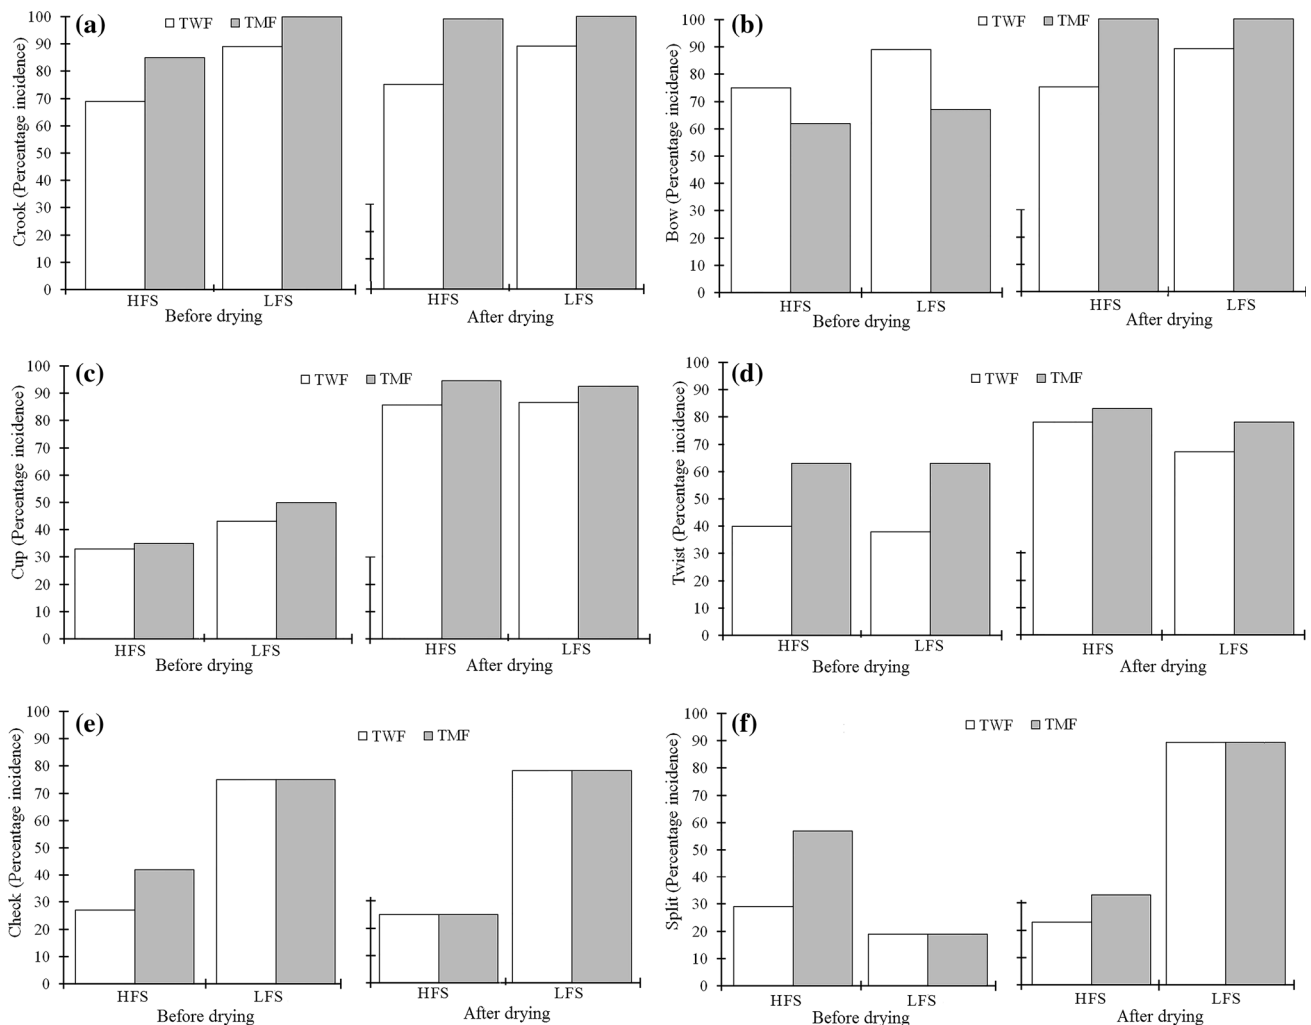 (a)
TWF TMF
Crook (Percentage incidence)
100
90
80
70
60
50
40
30
20
10
0
HFS LFS HFS LFS
Before drying After drying
(b)
TWF TMF
Bow (Percentage incidence)
100
90
80
70
60
50
40
30
20
10
0
HFS LFS HFS LFS
Before drying After drying
(c)
TWF TMF
Cup (Percentage incidence)
100
90
80
70
60
50
40
30
20
10
0
HFS LFS HFS LFS
Before drying After drying
(d)
TWF TMF
Twist (Percentage incidence)
100
90
80
70
60
50
40
30
20
10
0
HFS LFS HFS LFS
Before drying After drying
(e)
TWF TMF
Check (Percentage incidence)
100
90
80
70
60
50
40
30
20
10
0
HFS LFS HFS LFS
Before drying After drying
(f)
TWF TMF
Split (Percentage incidence)
100
90
80
70
60
50
40
30
20
10
0
HFS LFS HFS LFS
Before drying After drying